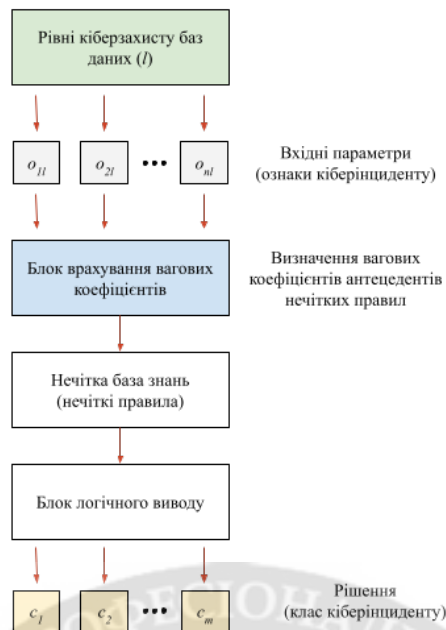 Рівні кіберзахисту баз
даних (l)
o1l o2l ••• onl
Вхідні параметри
(ознаки кіберінциденту)
Блок врахування вагових
коефіцієнтів
Визначення вагових
коефіцієнтів антецедентів
нечітких правил
Нечітка база знань
(нечіткі правила)
Блок логічного виводу
c1 c2 ••• cm
Рішення
(клас кіберінциденту)